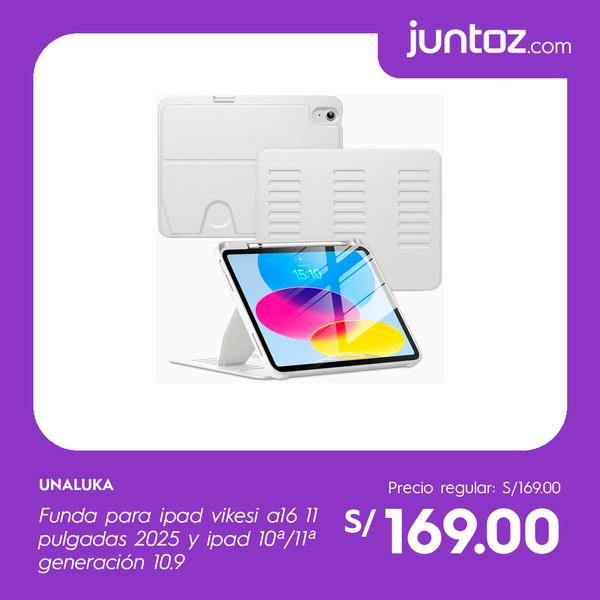 juntoz.com
15:10
UNALUKA
Funda para ipad vikesi a16 11
pulgadas 2025 y ipad 10ª/11ª
generación 10.9
Precio regular: S/169.00
S/169.00